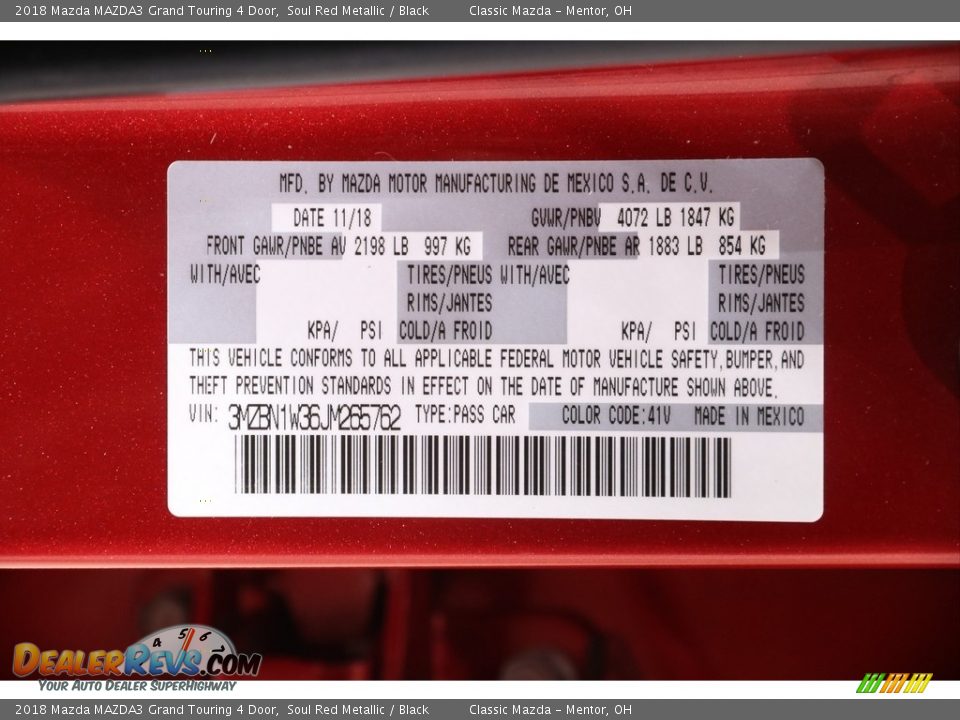 2018 Mazda MAZDA3 Grand Touring 4 Door, Soul Red Metallic / Black Classic Mazda - Mentor, OH
MFD. BY MAZDA MOTOR MANUFACTURING DE MEXICO S.A. DE C.V.
DATE 11/18 GVWR/PNBV 4072 LB 1847 KG
FRONT GAWR/PNBE AV 2198 LB 997 KG REAR GAWR/PNBE AR 1883 LB 854 KG
WITH/AVEC TIRES/PNEUS WITH/AVEC TIRES/PNEUS
RIMS/JANTES RIMS/JANTES
KPA/ PSI COLD/A FROID KPA/ PSI COLD/A FROID
THIS VEHICLE CONFORMS TO ALL APPLICABLE FEDERAL MOTOR VEHICLE SAFETY, BUMPER, AND
THEFT PREVENTION STANDARDS IN EFFECT ON THE DATE OF MANUFACTURE SHOWN ABOVE.
VIN: 3MZBN1W36JM265762 TYPE:PASS CAR COLOR CODE:41V MADE IN MEXICO
4 5 6
DEALERREVS.COM
YOUR AUTO DEALER SUPERHIGHWAY
2018 Mazda MAZDA3 Grand Touring 4 Door, Soul Red Metallic / Black Classic Mazda - Mentor, OH